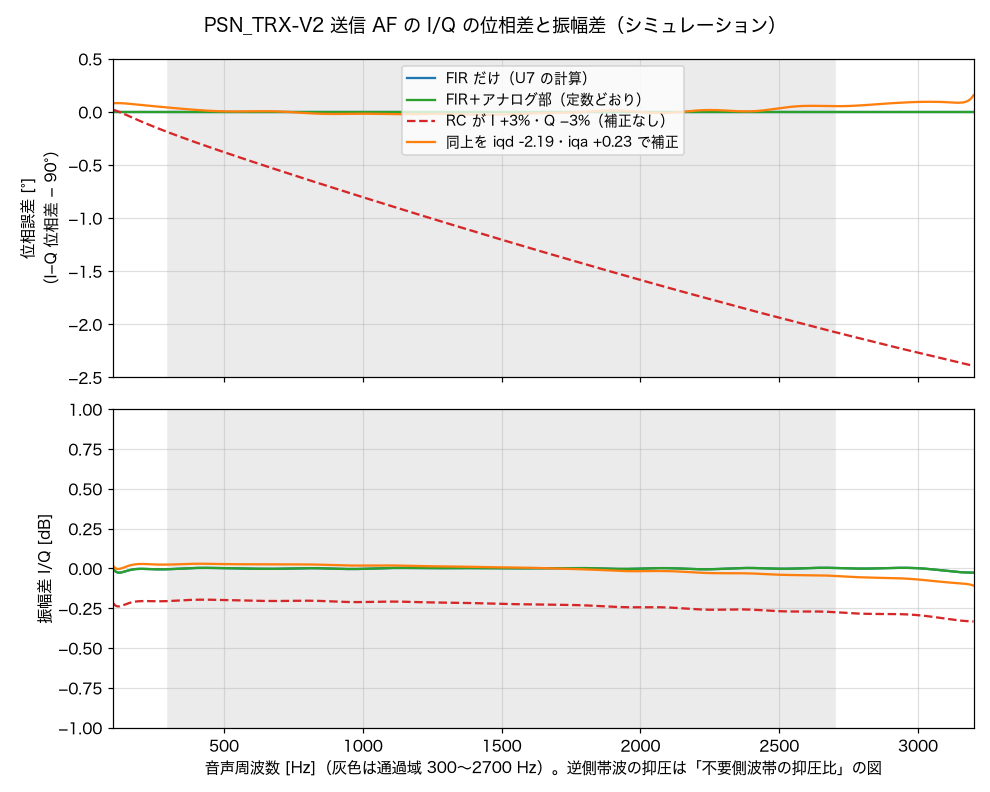 PSN_TRX-V2 送信 AF の I/Q の位相差と振幅差（シミュレーション）
位相誤差 [°]
(I−Q 位相差 − 90°)
0.5
0.0
−0.5
−1.0
−1.5
−2.0
−2.5
FIR だけ（U7 の計算）
FIR＋アナログ部（定数どおり）
RC が I +3%・Q −3%（補正なし）
同上を iqd -2.19・iqa +0.23 で補正
振幅差 I/Q [dB]
1.00
0.75
0.50
0.25
0.00
−0.25
−0.50
−0.75
−1.00
500 1000 1500 2000 2500 3000
音声周波数 [Hz]（灰色は通過域 300〜2700 Hz）。逆側帯波の抑圧は「不要側波帯の抑圧比」の図